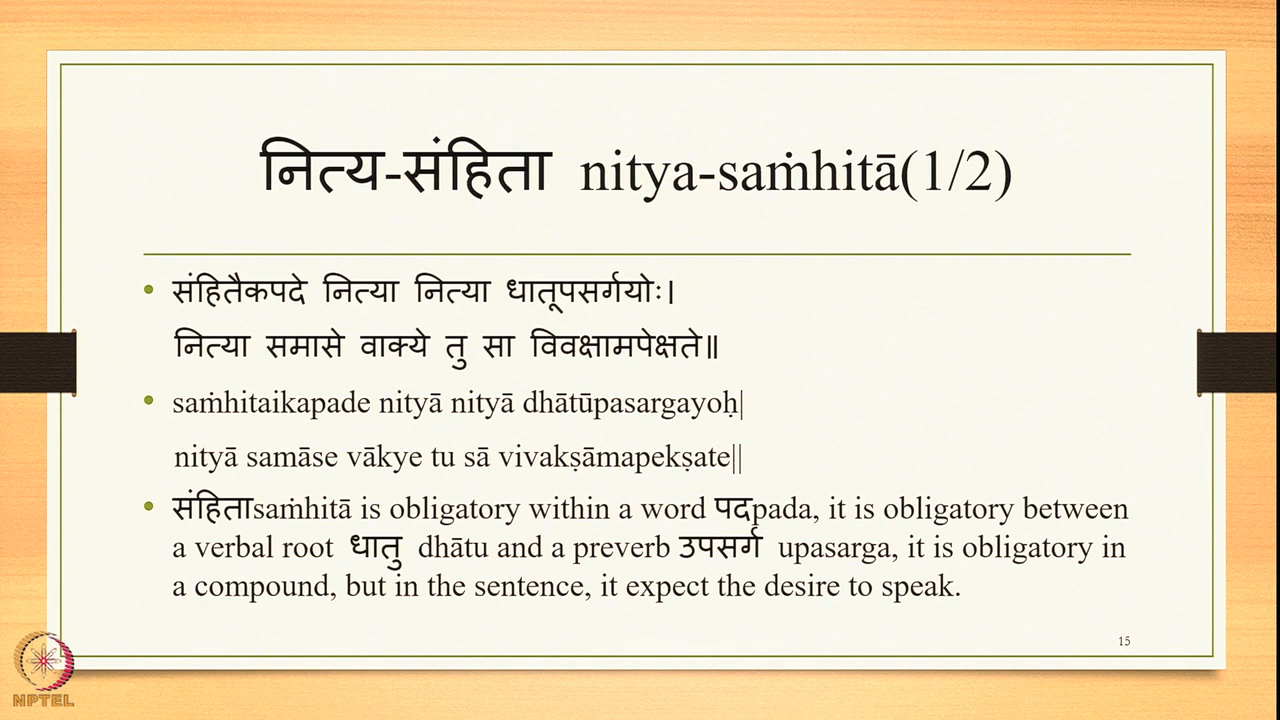 नित्य-संहिता nitya-saṁhitā(1/2)
• संहितैकपदे नित्या नित्या धातूपसर्गयोः।
नित्या समासे वाक्ये तु सा विवक्षामपेक्षते॥
• saṁhitaikapade nityā nityā dhātūpasargayoḥ|
nityā samāse vākye tu sā vivakṣāmapekṣate||
• संहिताsaṁhitā is obligatory within a word पदpada, it is obligatory between
a verbal root धातु dhātu and a preverb उपसर्ग upasarga, it is obligatory in
a compound, but in the sentence, it expect the desire to speak.
15
NPTEL